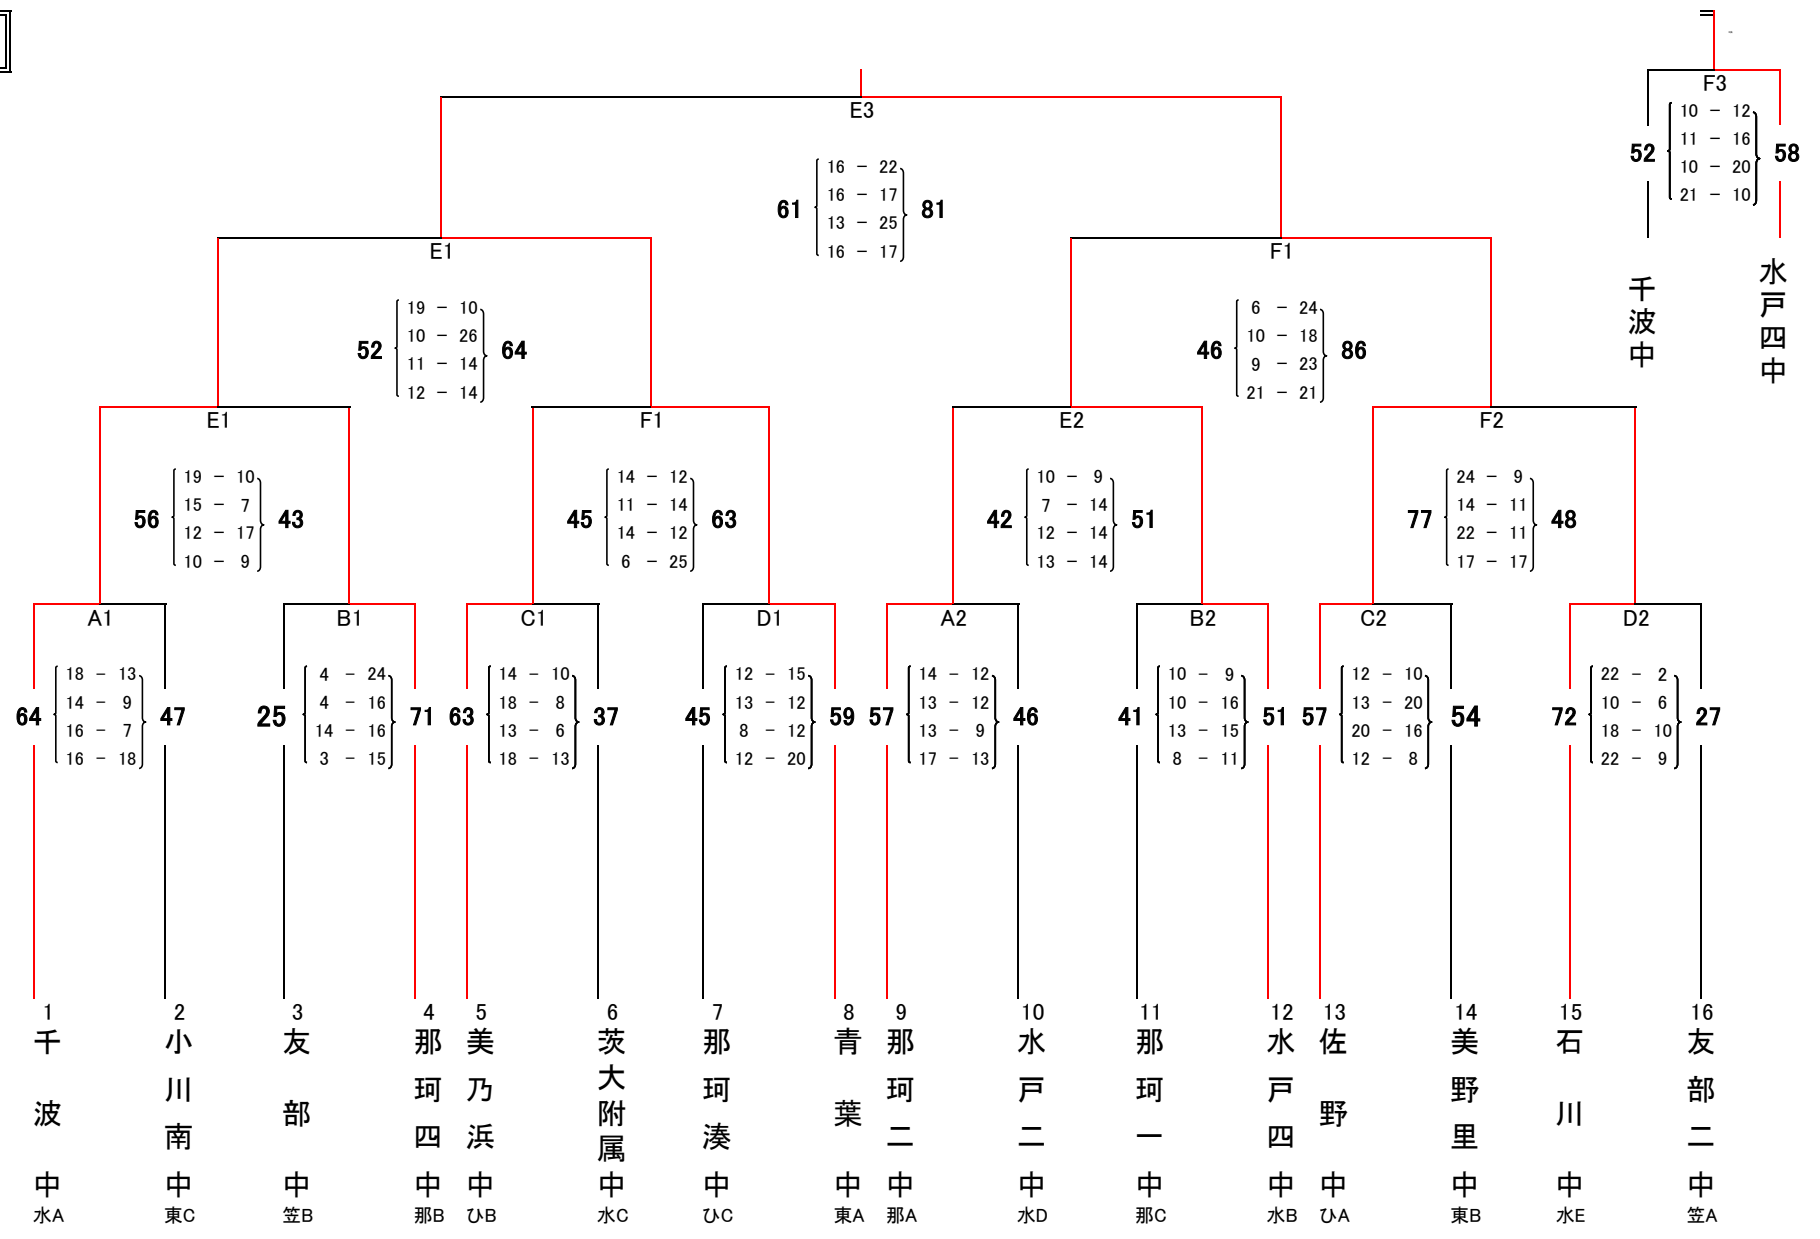 F3
10 － 12
11 － 16
52 58
10 － 20
21 － 10
千波中
水戸四中
E3
16 － 22
16 － 17
61 81
13 － 25
16 － 17
E1
19 － 10
10 － 26
52 64
11 － 14
12 － 14
F1
6 － 24
10 － 18
46 86
9 － 23
21 － 21
E1
19 － 10
15 － 7
56 43
12 － 17
10 － 9
F1
14 － 12
11 － 14
45 63
14 － 12
6 － 25
E2
10 － 9
7 － 14
42 51
12 － 14
13 － 14
F2
24 － 9
14 － 11
77 48
22 － 11
17 － 17
A1
18 － 13
14 － 9
64 47
16 － 7
16 － 18
B1
4 － 24
4 － 16
25 71
14 － 16
3 － 15
C1
14 － 10
18 － 8
63 37
13 － 6
18 － 13
D1
12 － 15
13 － 12
45 59
8 － 12
12 － 20
A2
14 － 12
13 － 12
57 46
13 － 9
17 － 13
B2
10 － 9
10 － 16
41 51
13 － 15
8 － 11
C2
12 － 10
13 － 20
57 54
20 － 16
12 － 8
D2
22 － 2
10 － 6
72 27
18 － 10
22 － 9
1
千波中
水A
2
小川南中
東C
3
友部中
笠B
4
那珂四中
那B
5
美乃浜中
ひB
6
茨大附属中
水C
7
那珂湊中
ひC
8
青葉中
東A
9
那珂二中
那A
10
水戸二中
水D
11
那珂一中
那C
12
水戸四中
水B
13
佐野中
ひA
14
美野里中
東B
15
石川中
水E
16
友部二中
笠A